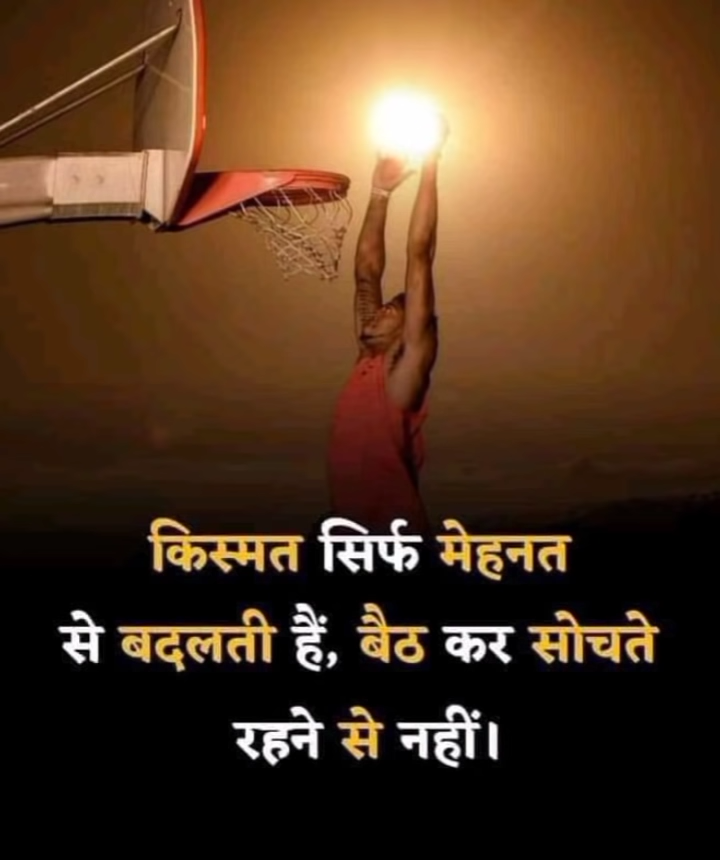 किस्मत सिर्फ मेहनत
से बदलती हैं, बैठ कर सोचते
रहने से नहीं।